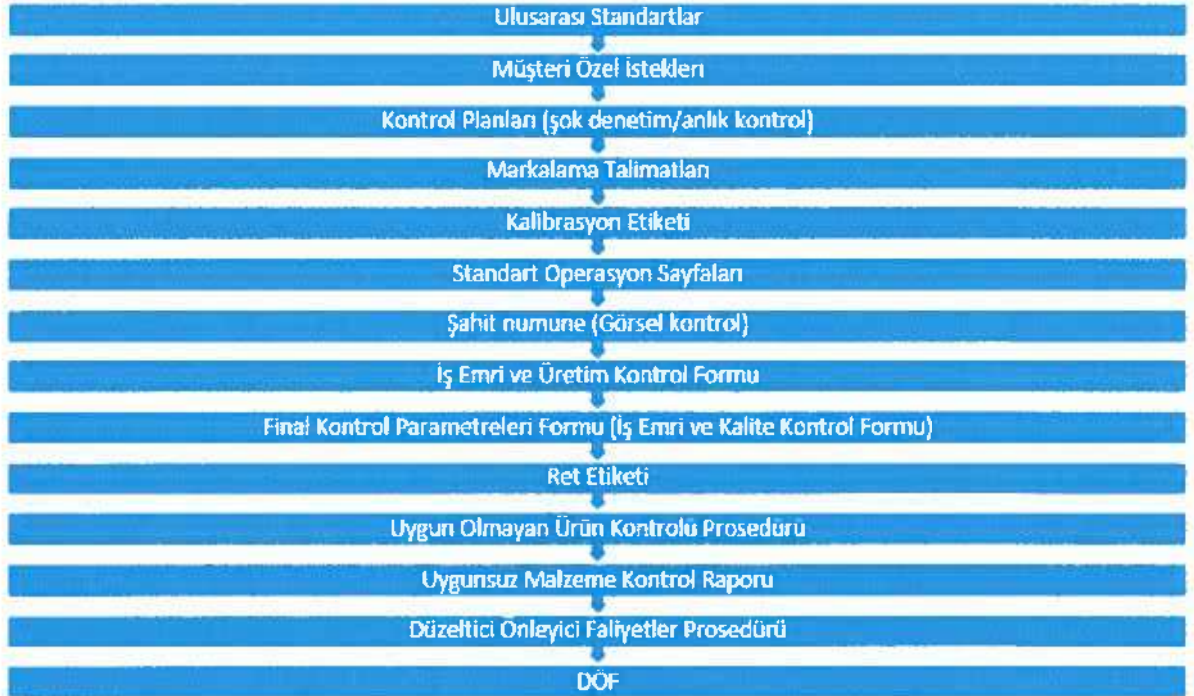 Ulusarası Standartlar
Müşteri Özel İstekleri
Kontrol Planları (şok denetim/anlık kontrol)
Markalama Talimatları
Kalibrasyon Etiketi
Standart Operasyon Sayfaları
Şahit numune (Görsel kontrol)
İş Emri ve Üretim Kontrol Formu
Final Kontrol Parametreleri Formu (İş Emri ve Kalite Kontrol Formu)
Ret Etiketi
Uygun Olmayan Ürün Kontrolü Prosedürü
Uygunsuz Malzeme Kontrol Raporu
Düzeltici Önleyici Faliyetler Prosedürü
DÖF